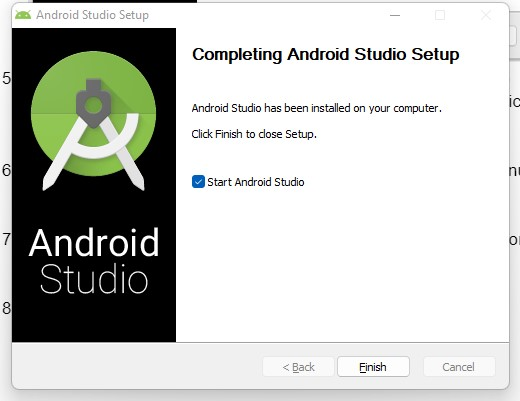 Android Studio Setup
Completing Android Studio Setup
5
Android Studio has been installed on your computer.
Click Finish to close Setup.
6
Start Android Studio
7
Android
Studio
8
< Back
Finish
Cancel